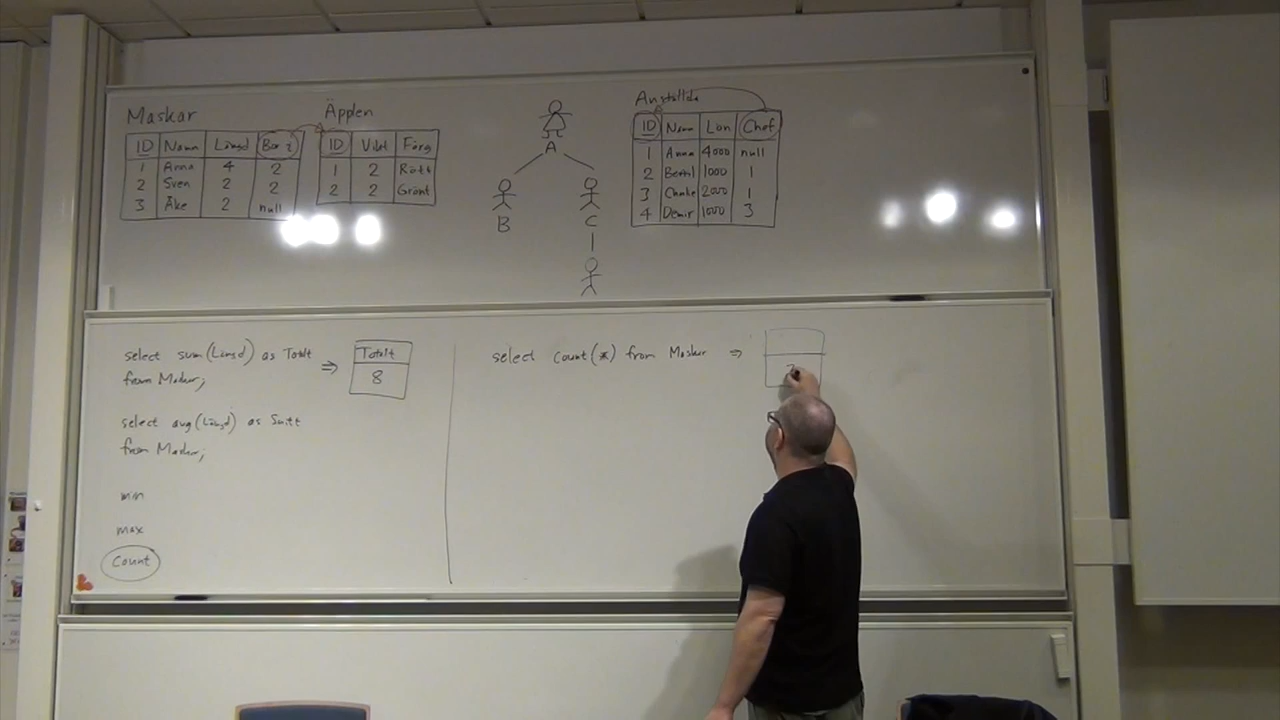 Maskar
ID Namn Längd Bor i
1 Anna 4 2
2 Sven 2 2
3 Åke 2 null
Äpplen
ID Vikt Färg
1 2 Rött
2 2 Grönt
A
B
C
Anställda
ID Namn Lön Chef
1 Anna 4000 null
2 Bertil 1000 1
3 2000 1
4 Demir 1000 3
select sum(Längd) as Totalt
from Maskar;
⇒
Totalt
8
select avg(Längd) as Snitt
from Maskar;
min
max
Count
select count(*) from Maskar ⇒